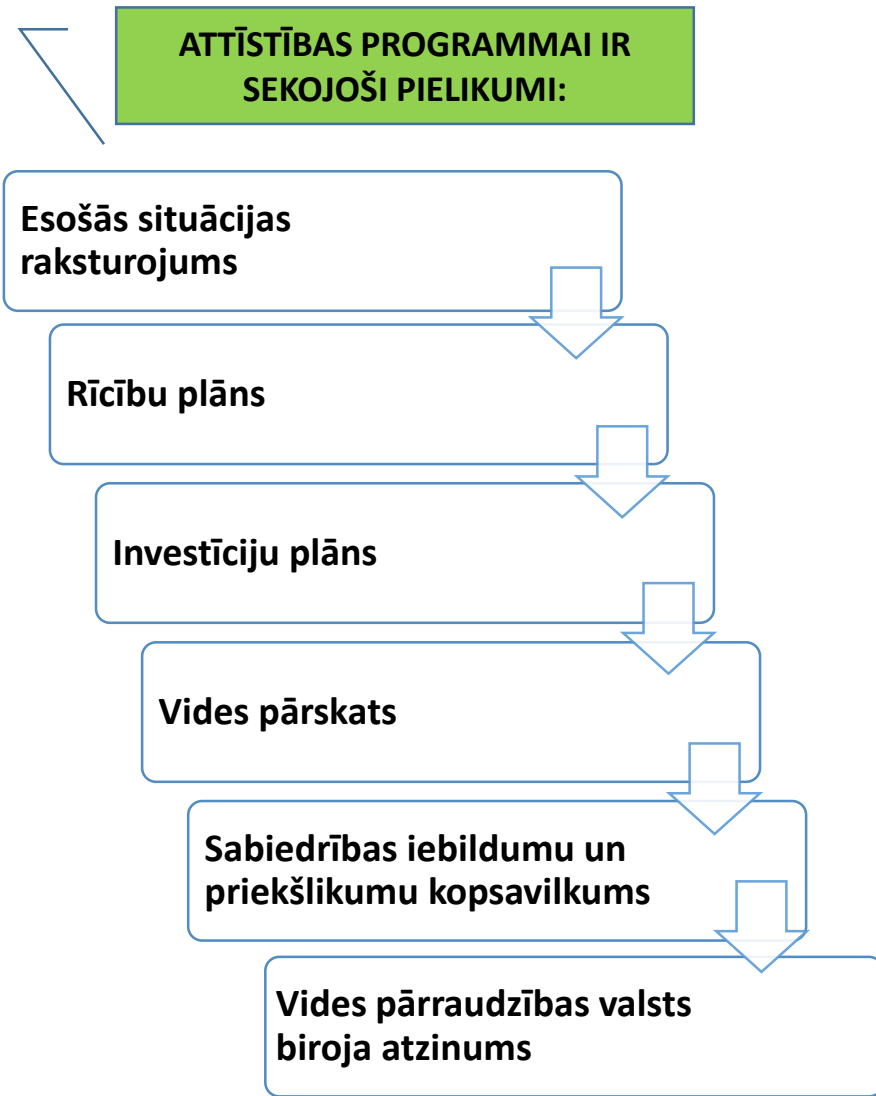 ATTĪSTĪBAS PROGRAMMAI IR
SEKOJOŠI PIELIKUMI:
Esošās situācijas
raksturojums
Rīcību plāns
Investīciju plāns
Vides pārskats
Sabiedrības iebildumu un
priekšlikumu kopsavilkums
Vides pārraudzības valsts
biroja atzinums